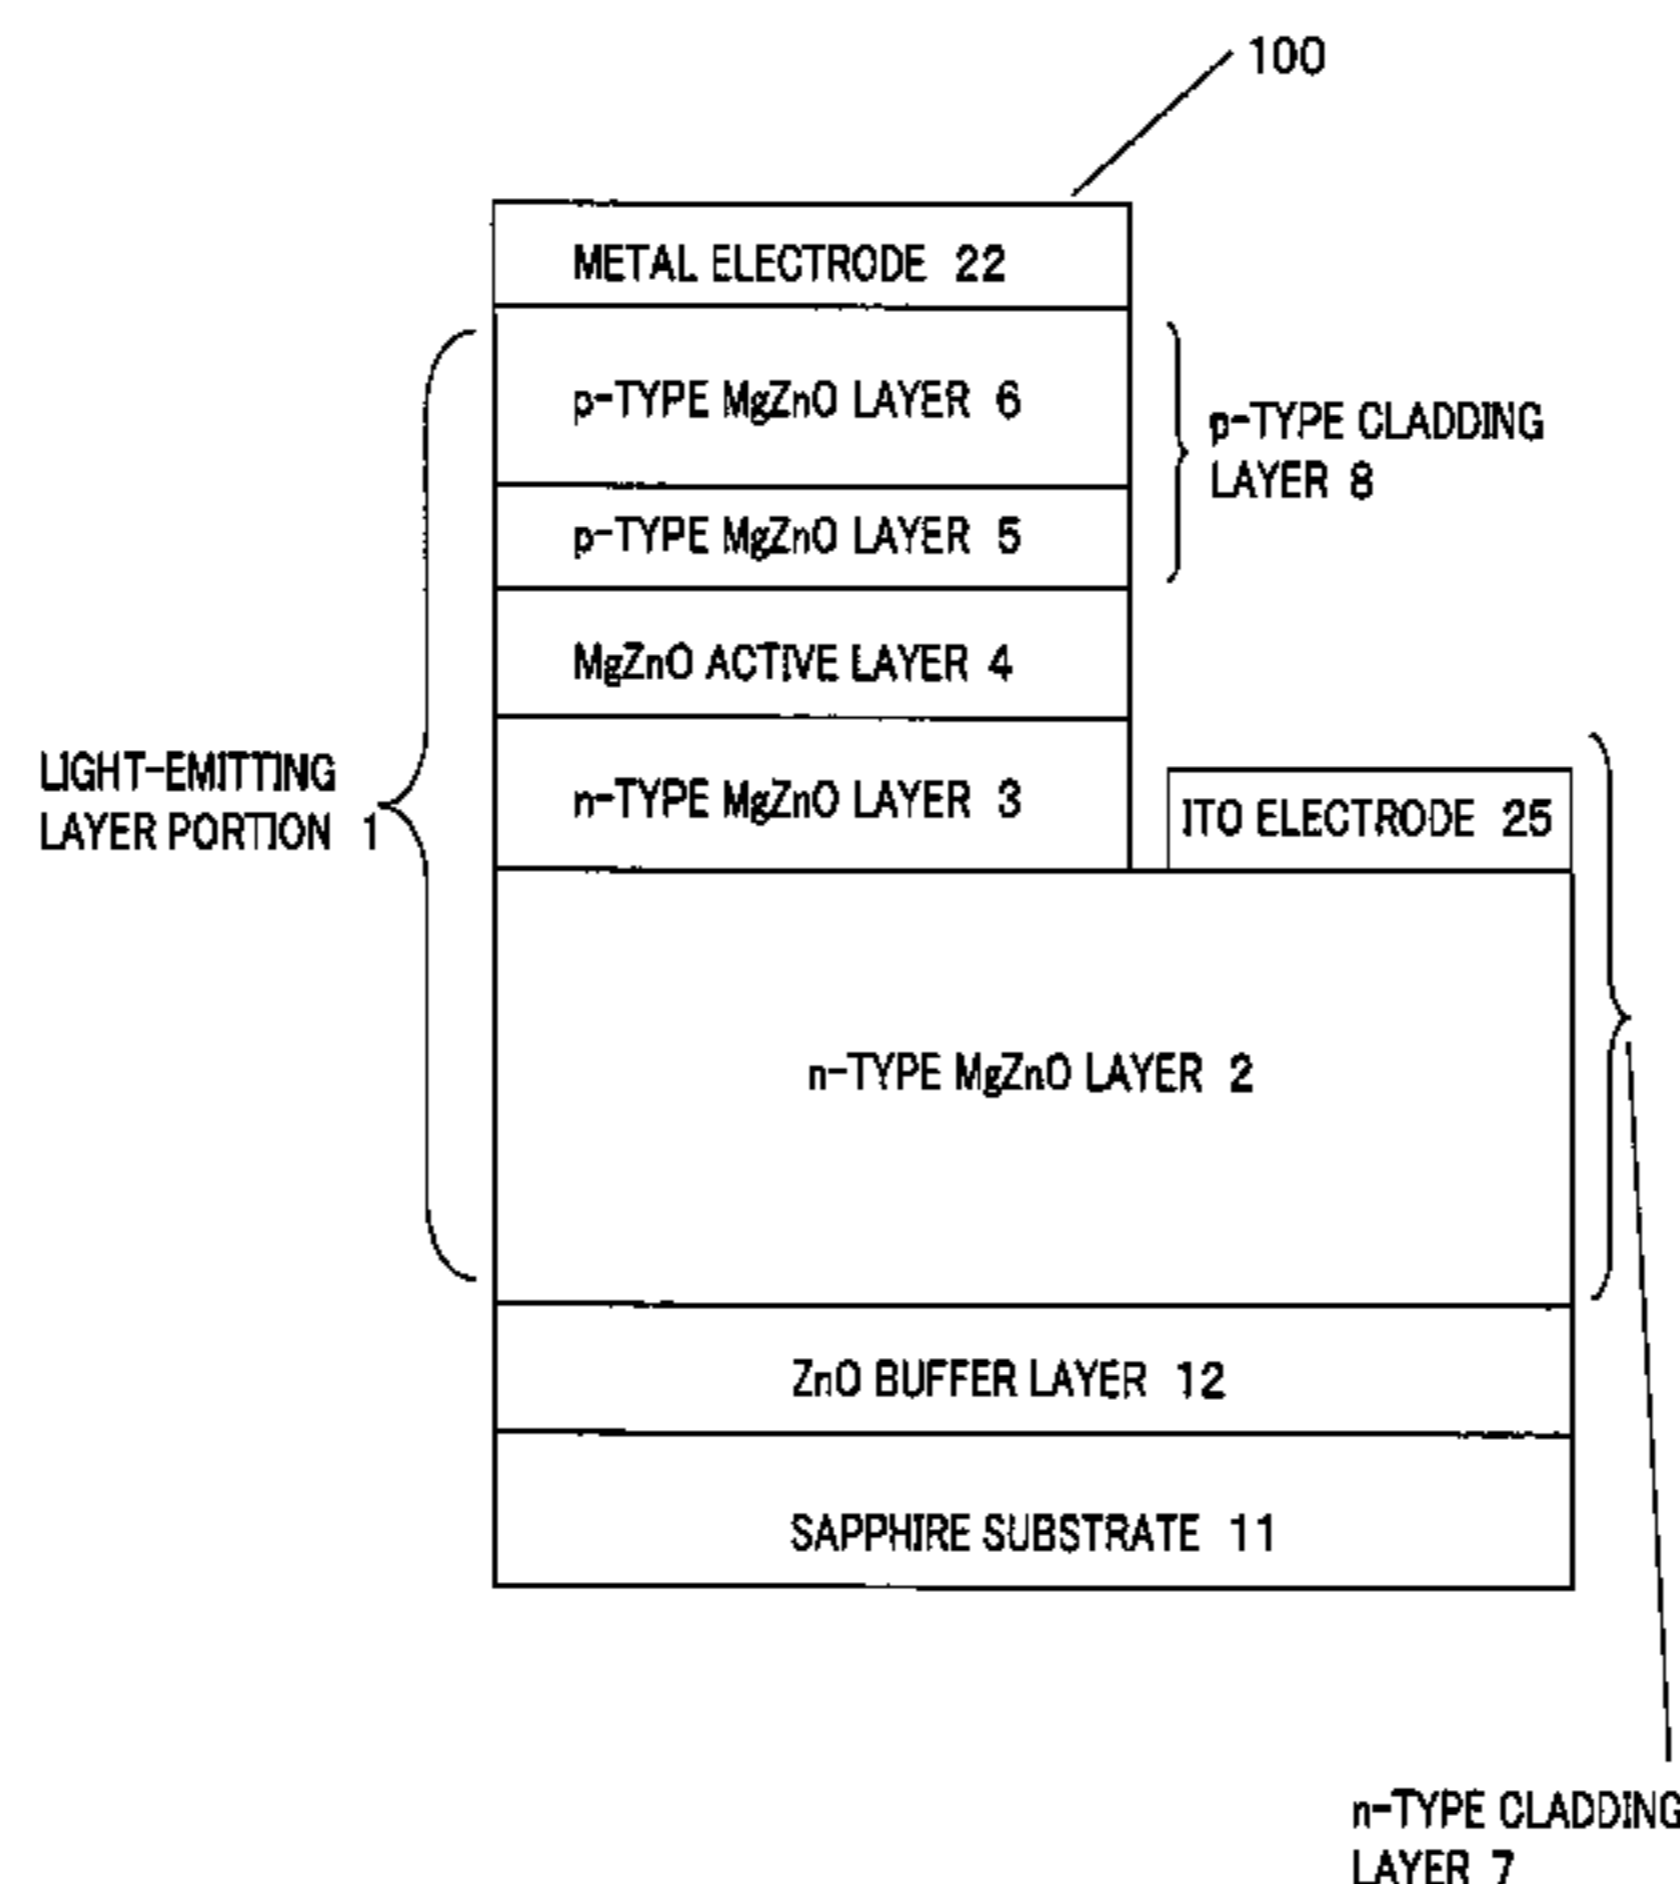 100
METAL ELECTRODE 22
p-TYPE MgZnO LAYER 6
p-TYPE CLADDING
LAYER 8
p-TYPE MgZnO LAYER 5
MgZnO ACTIVE LAYER 4
LIGHT-EMITTING
LAYER PORTION 1
n-TYPE MgZnO LAYER 3
ITO ELECTRODE 25
n-TYPE MgZnO LAYER 2
ZnO BUFFER LAYER 12
SAPPHIRE SUBSTRATE 11
n-TYPE CLADDING
LAYER 7